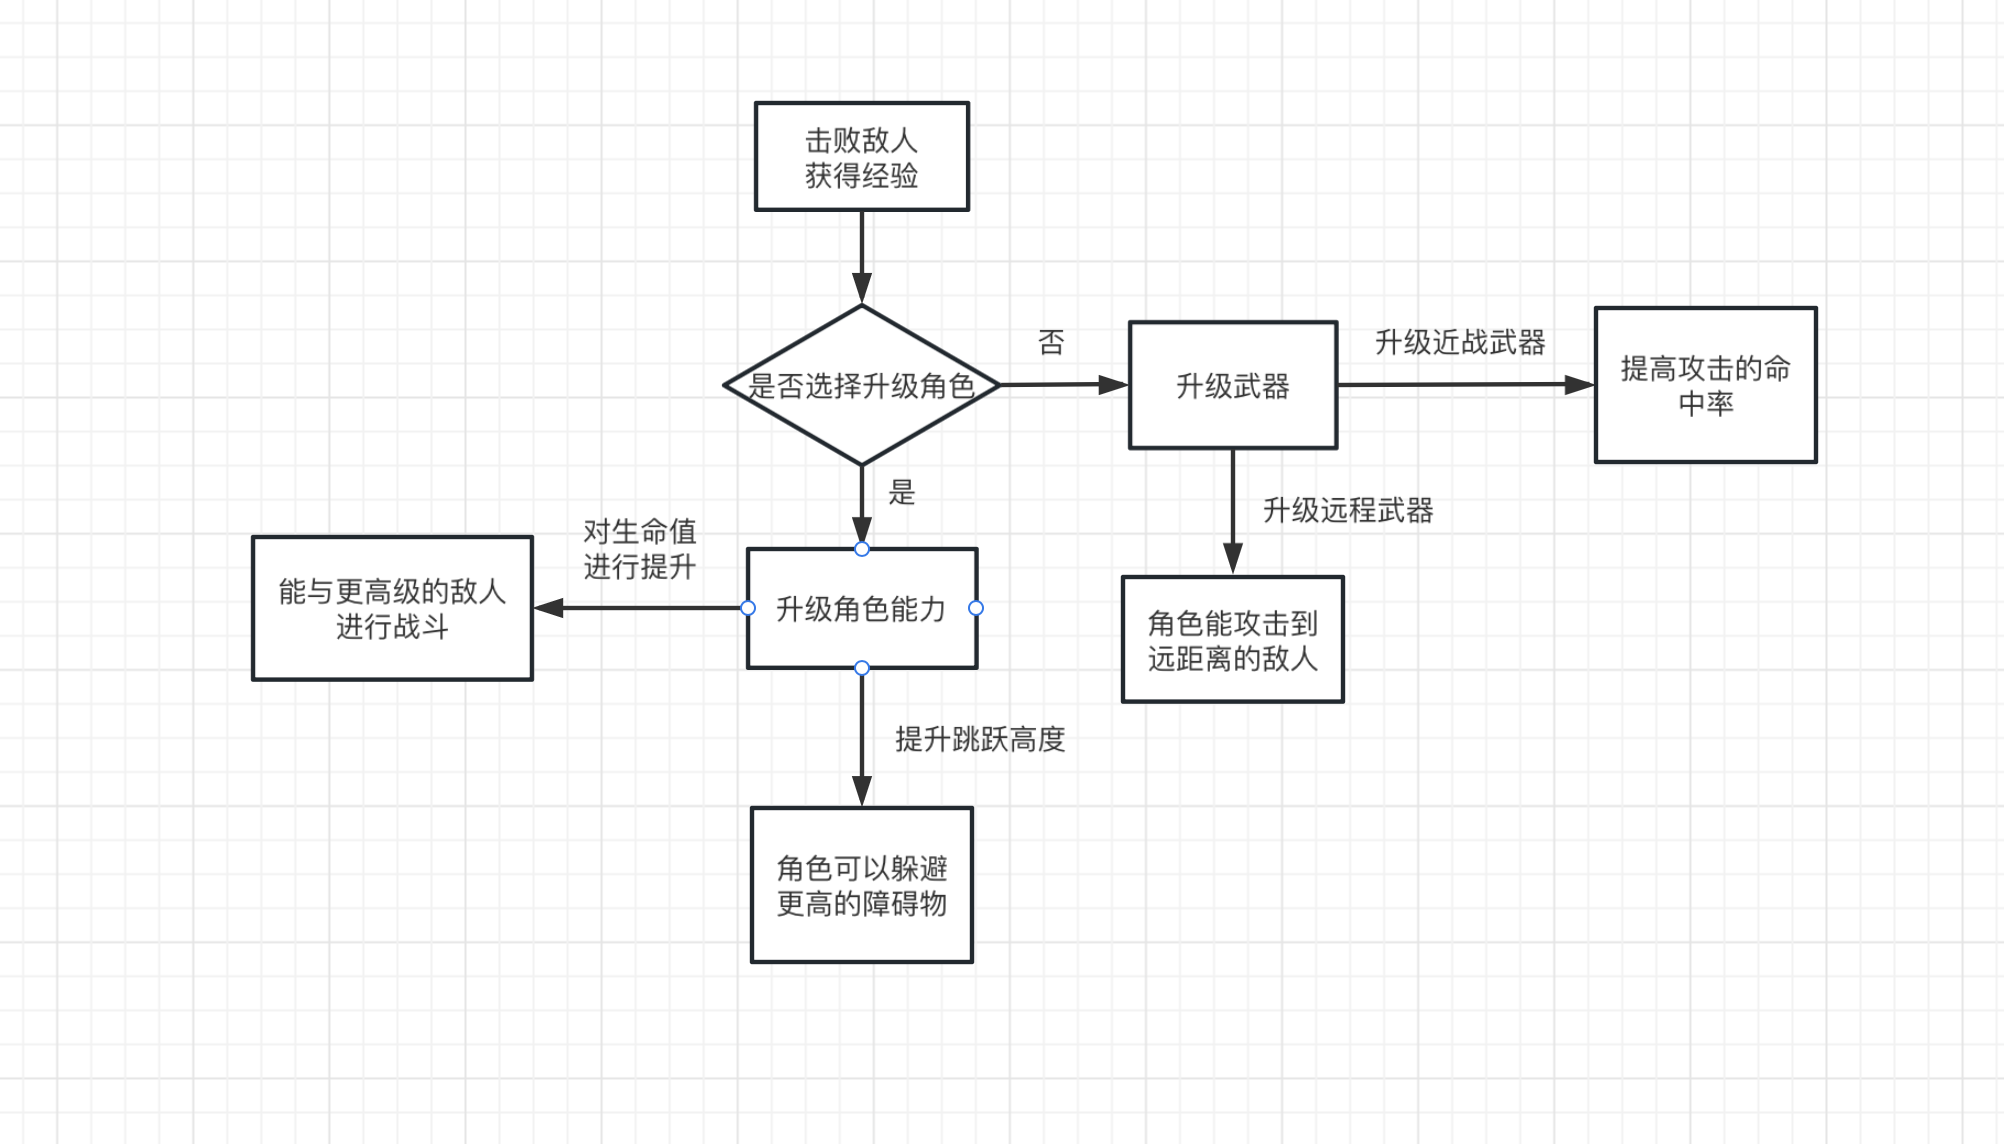 击败敌人
获得经验
是否选择升级角色
否
升级武器
升级近战武器
提高攻击的命
中率
是
升级远程武器
对生命值
进行提升
能与更高级的敌人
进行战斗
升级角色能力
角色能攻击到
远距离的敌人
提升跳跃高度
角色可以躲避
更高的障碍物